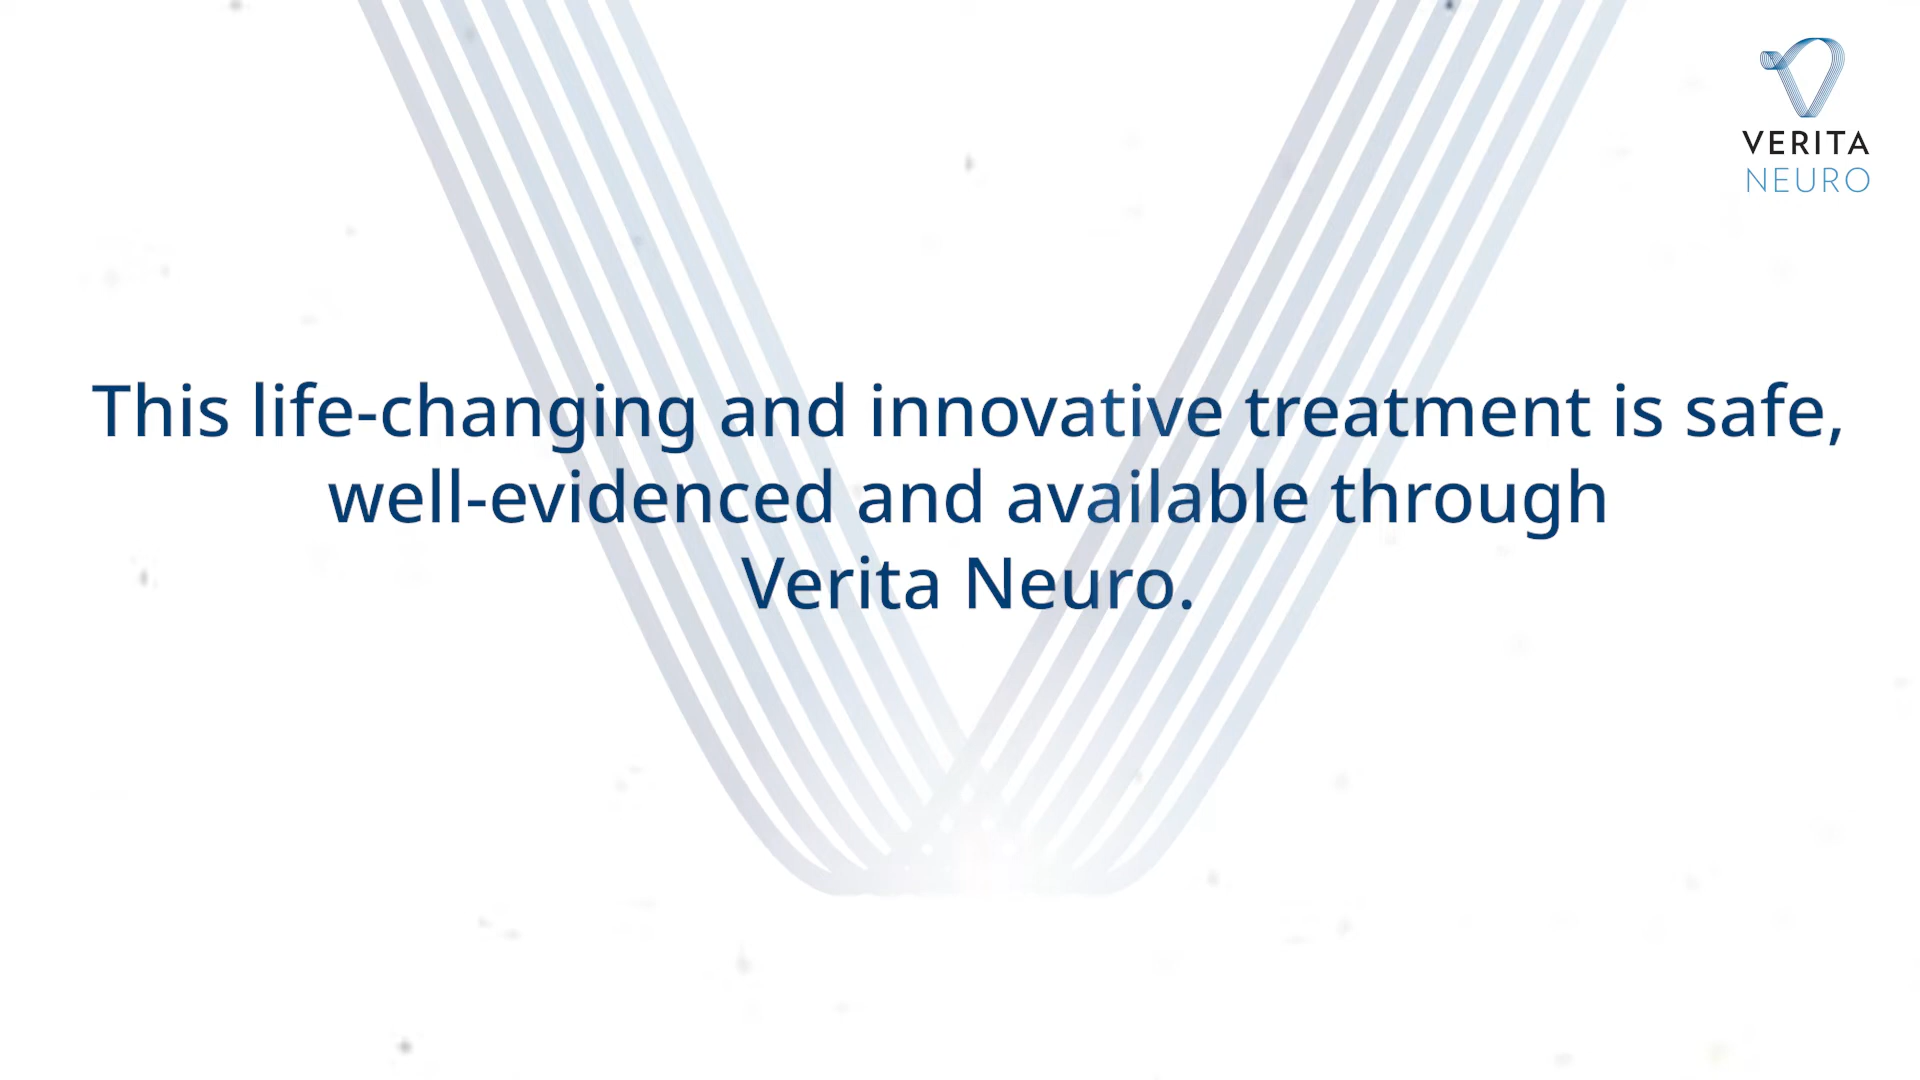 VERITA
NEURO
This life-changing and innovative treatment is safe,
well-evidenced and available through
Verita Neuro.